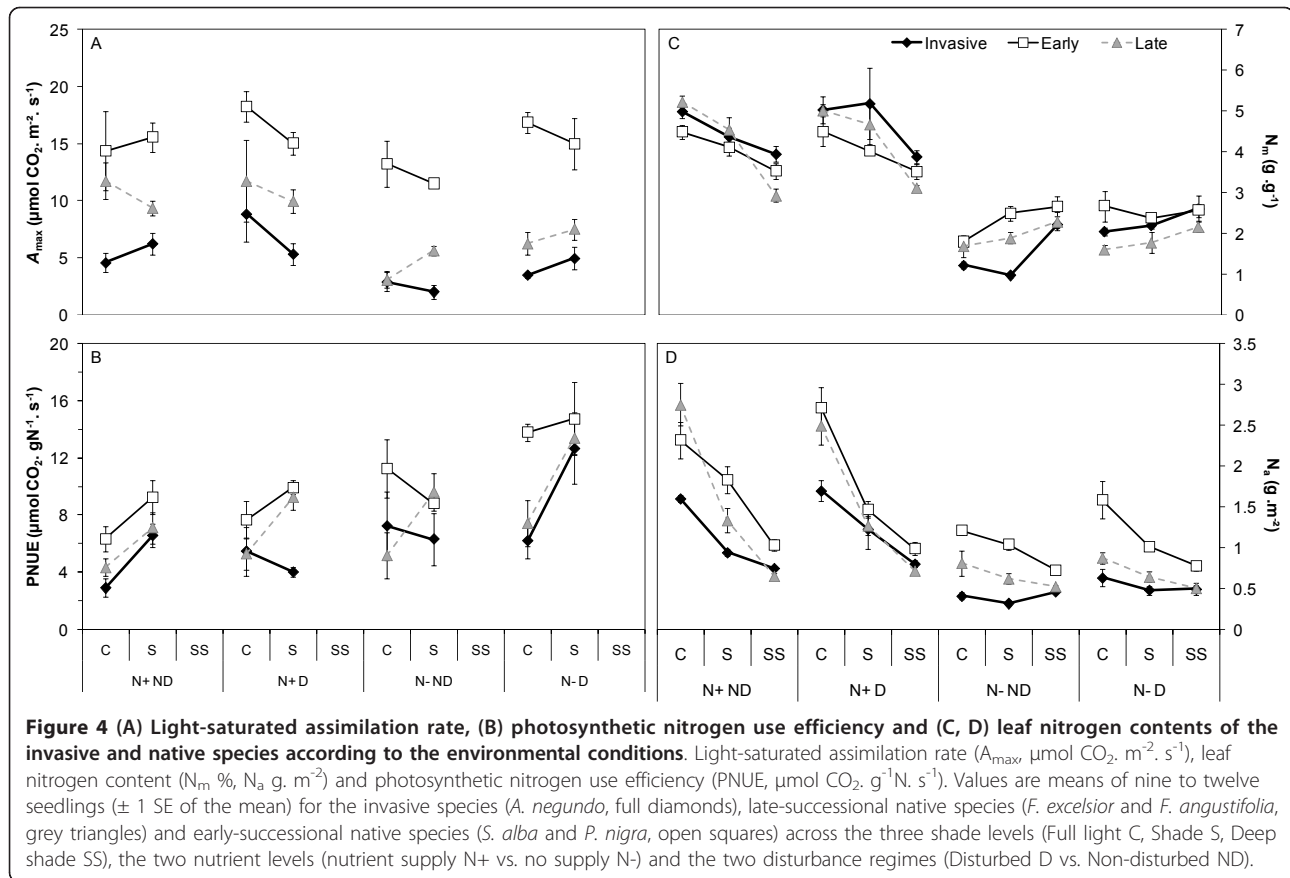 A
25
20
15
10
5
0
A max (µmol CO₂. m⁻². s⁻¹)
C
Invasive
Early
Late
7
6
5
4
3
2
1
0
Nm (g .g⁻¹)
B
20
16
12
8
4
0
PNUE (µmol CO₂. gN⁻¹. s⁻¹)
C S SS C S SS C S SS C S SS
N+ ND N+ D N- ND N- D
D
3.5
3
2.5
2
1.5
1
0.5
0
Na (g .m⁻²)
C S SS C S SS C S SS C S SS
N+ ND N+ D N- ND N- D
Figure 4 (A) Light-saturated assimilation rate, (B) photosynthetic nitrogen use efficiency and (C, D) leaf nitrogen contents of the
invasive and native species according to the environmental conditions. Light-saturated assimilation rate (Amax, µmol CO₂. m⁻². s⁻¹), leaf
nitrogen content (Nm %, Na g. m⁻²) and photosynthetic nitrogen use efficiency (PNUE, µmol CO₂. g⁻¹N. s⁻¹). Values are means of nine to twelve
seedlings (± 1 SE of the mean) for the invasive species (A. negundo, full diamonds), late-successional native species (F. excelsior and F. angustifolia,
grey triangles) and early-successional native species (S. alba and P. nigra, open squares) across the three shade levels (Full light C, Shade S, Deep
shade SS), the two nutrient levels (nutrient supply N+ vs. no supply N-) and the two disturbance regimes (Disturbed D vs. Non-disturbed ND).